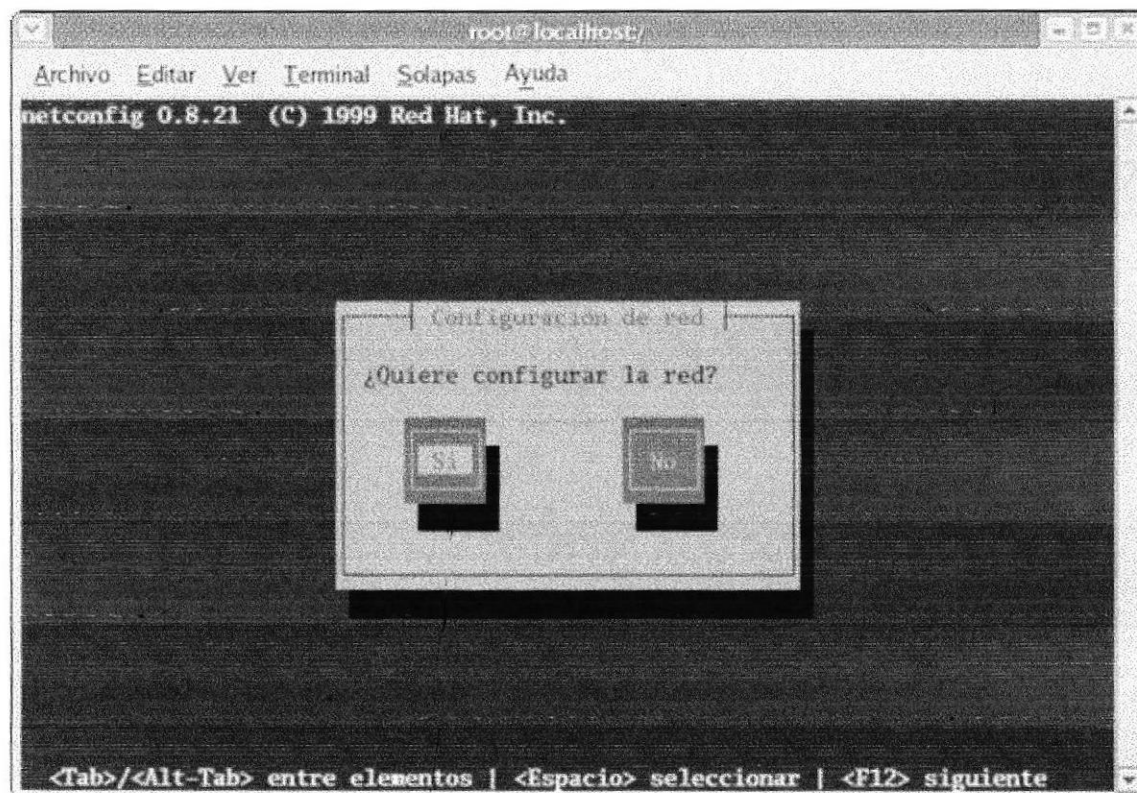 root@localhost:/
Archivo Editar Ver Terminal Solapas Ayuda
netconfig 0.8.21 (C) 1999 Red Hat, Inc.
Configuración de red
¿Quiere configurar la red?
Sí No
<Tab>/<Alt-Tab> entre elementos | <Espacio> seleccionar | <F12> siguiente